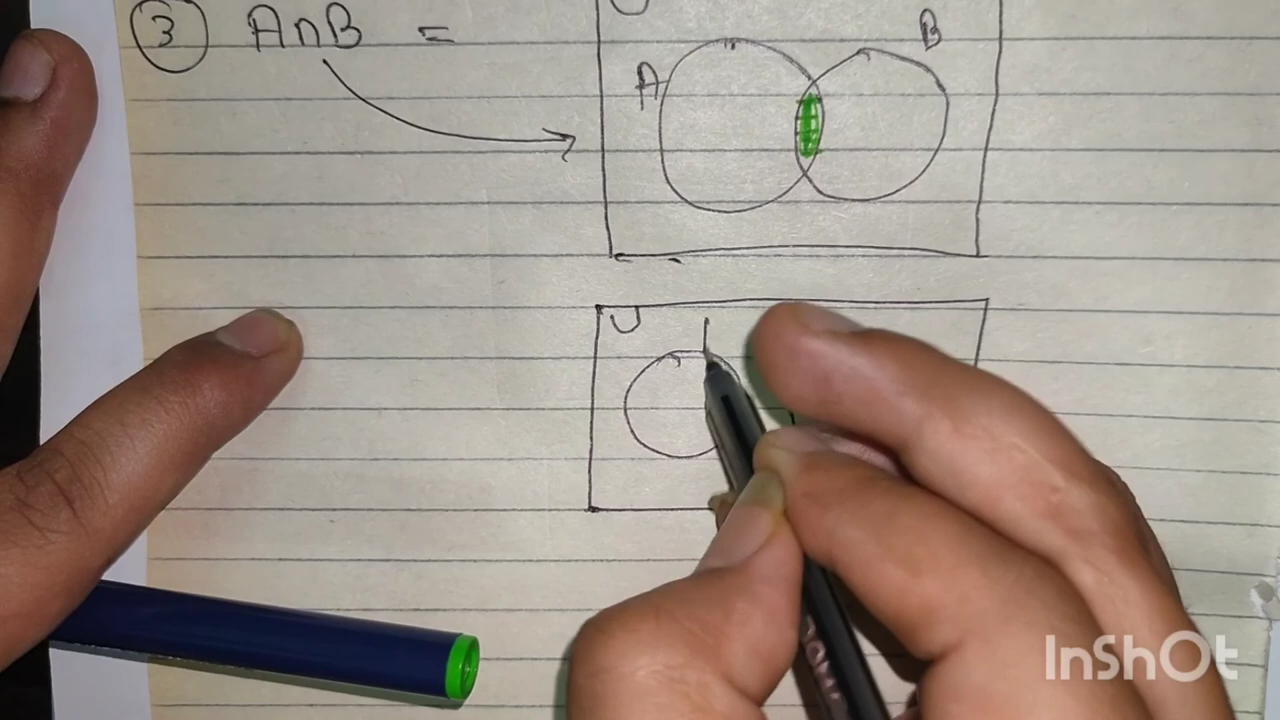 3 A∩B =
U
A
B
U
InShOt